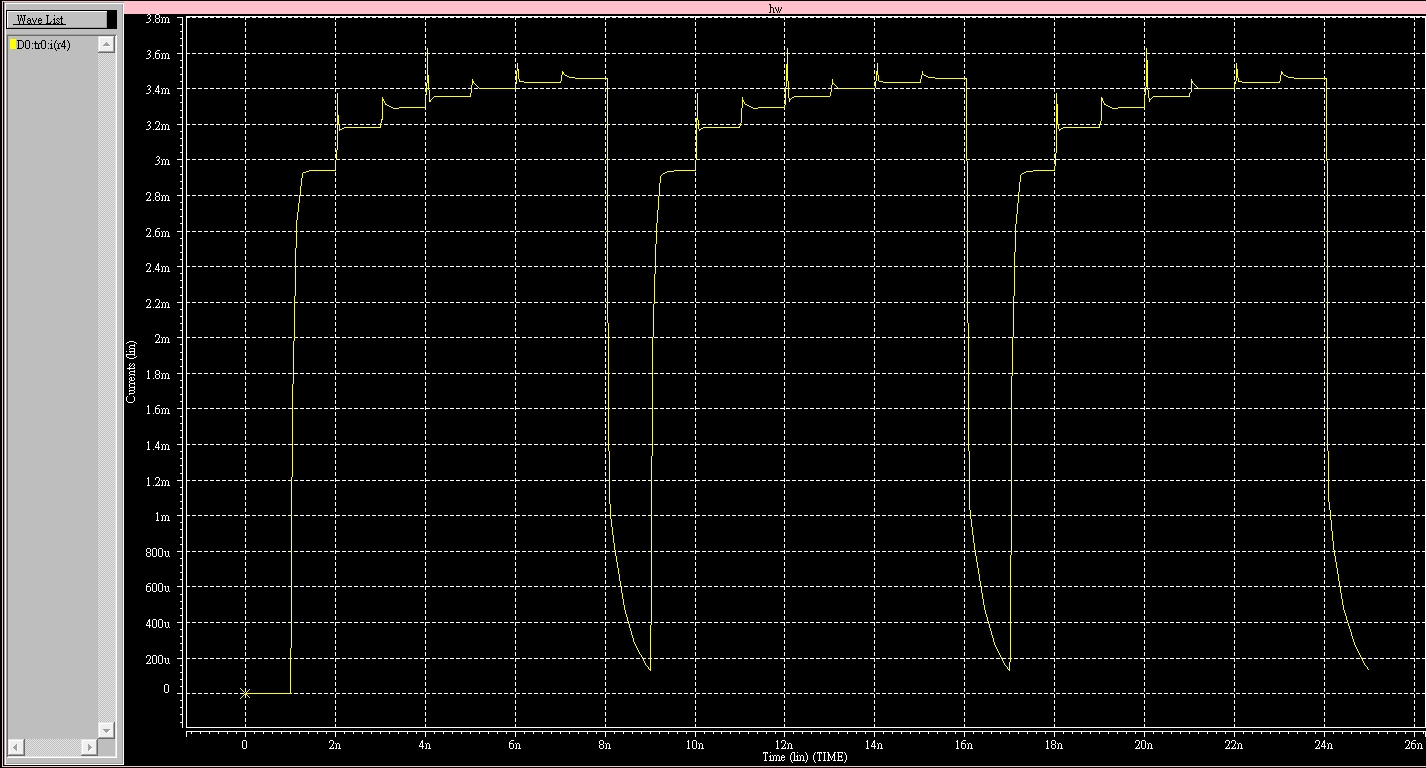 hw
Wave List
D0:tr0:i(r4)
3.8m
3.6m
3.4m
3.2m
3m
2.8m
2.6m
2.4m
2.2m
2m
1.8m
1.6m
1.4m
1.2m
1m
800u
600u
400u
200u
0
Currents (lin)
0 2n 4n 6n 8n 10n 12n 14n 16n 18n 20n 22n 24n 26n
Time (lin) (TIME)